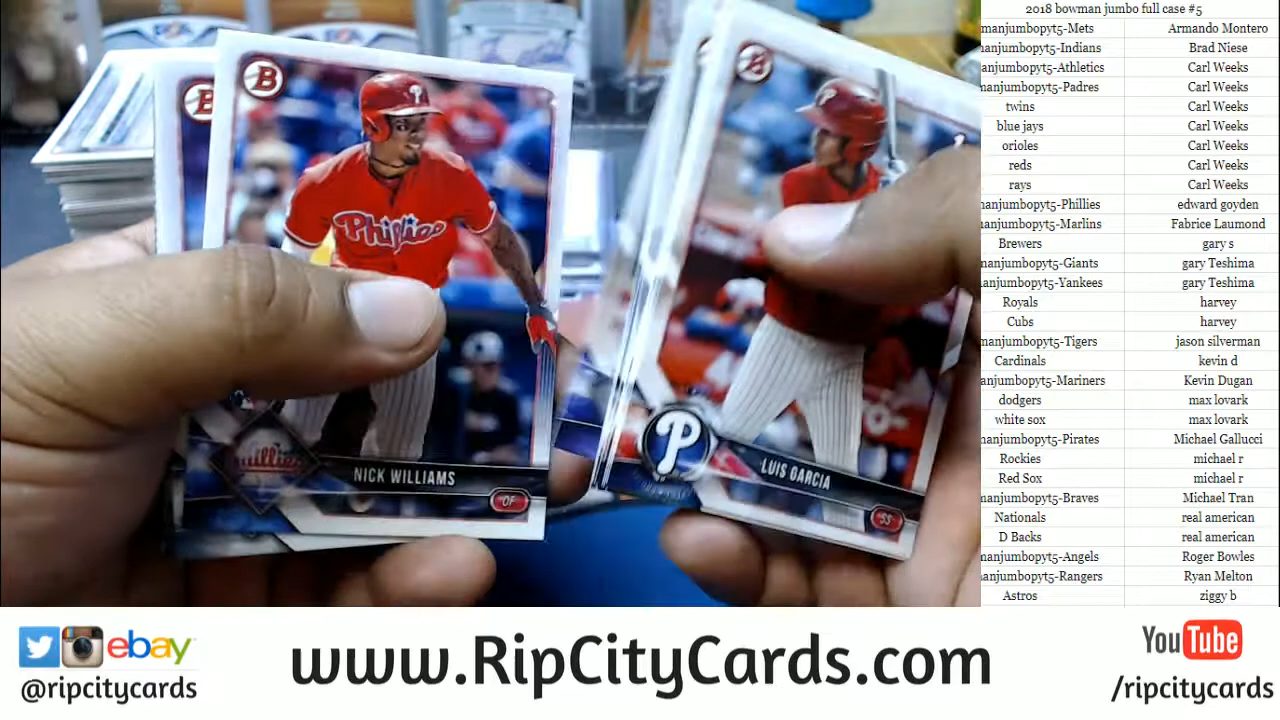 2018 bowman jumbo full case #5
manjumbopyt5-Mets Armando Montero
manjumbopyt5-Indians Brad Niese
anjumbopyt5-Athletics Carl Weeks
manjumbopyt5-Padres Carl Weeks
twins Carl Weeks
blue jays Carl Weeks
orioles Carl Weeks
reds Carl Weeks
rays Carl Weeks
manjumbopyt5-Phillies edward goyden
manjumbopyt5-Marlins Fabrice Laumond
Brewers gary s
manjumbopyt5-Giants gary Teshima
manjumbopyt5-Yankees gary Teshima
Royals harvey
Cubs harvey
manjumbopyt5-Tigers jason silverman
Cardinals kevin d
anjumbopyt5-Mariners Kevin Dugan
dodgers max lovark
white sox max lovark
manjumbopyt5-Pirates Michael Gallucci
Rockies michael r
Red Sox michael r
manjumbopyt5-Braves Michael Tran
Nationals real american
D Backs real american
manjumbopyt5-Angels Roger Bowles
anjumbopyt5-Rangers Ryan Melton
Astros ziggy b
B
B
B
P
Phillies
NICK WILLIAMS
OF
P
LUIS GARCIA
SS
ebay
@ripcitycards
www.RipCityCards.com
YouTube
/ripcitycards